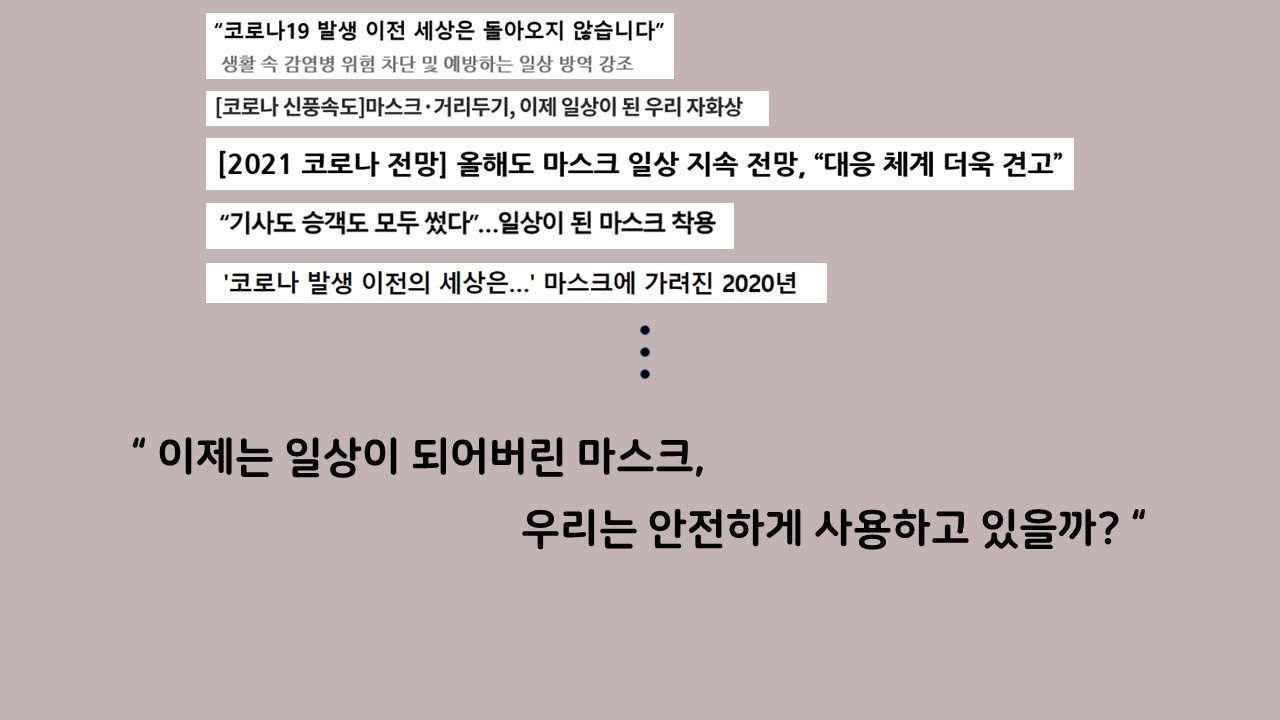 “코로나19 발생 이전 세상은 돌아오지 않습니다”
생활 속 감염병 위험 차단 및 예방하는 일상 방역 강조
[코로나 신풍속도]마스크·거리두기, 이제 일상이 된 우리 자화상
[2021 코로나 전망] 올해도 마스크 일상 지속 전망, “대응 체계 더욱 견고”
“기사도 승객도 모두 썼다”...일상이 된 마스크 착용
'코로나 발생 이전의 세상은...' 마스크에 가려진 2020년
“ 이제는 일상이 되어버린 마스크,
우리는 안전하게 사용하고 있을까? “